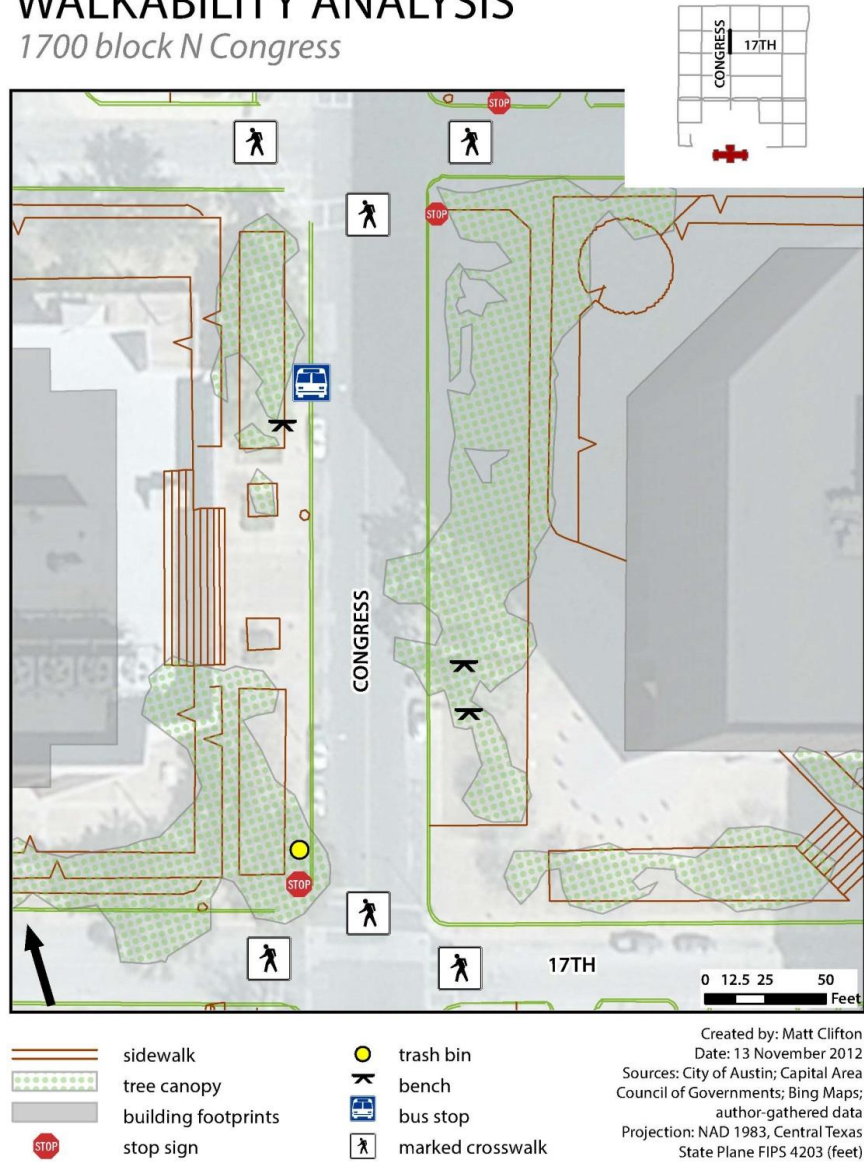 WALKABILITY ANALYSIS
1700 block N Congress
CONGRESS
17TH
STOP
STOP
CONGRESS
STOP
17TH
0 12.5 25 50
Feet
sidewalk
tree canopy
building footprints
STOP
stop sign
trash bin
bench
bus stop
marked crosswalk
Created by: Matt Clifton
Date: 13 November 2012
Sources: City of Austin; Capital Area
Council of Governments; Bing Maps;
author-gathered data
Projection: NAD 1983, Central Texas
State Plane FIPS 4203 (feet)